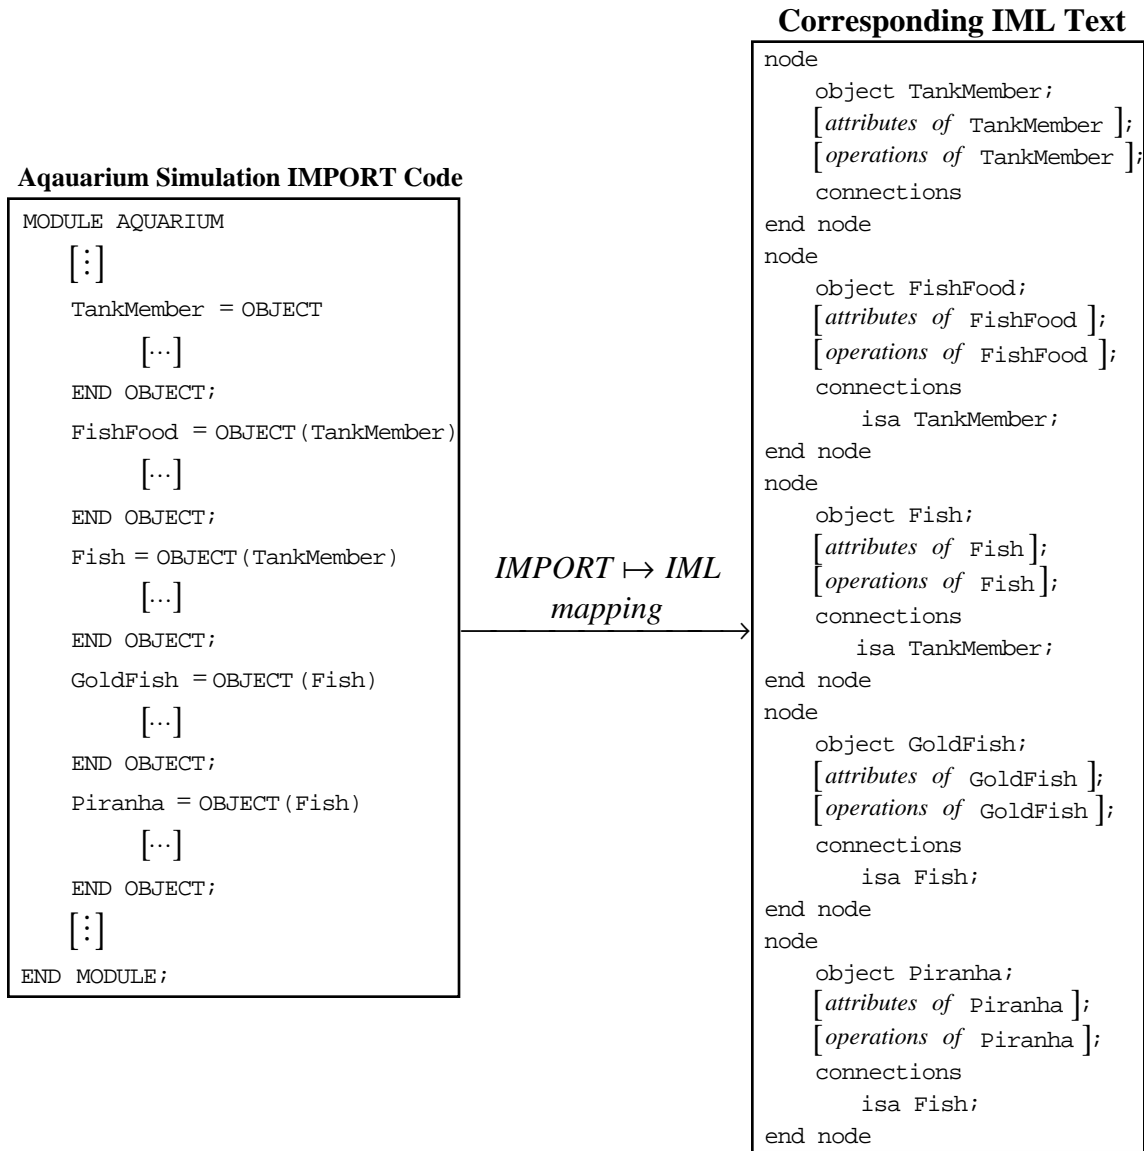 Aqauarium Simulation IMPORT Code
MODULE AQUARIUM
[⋮]
TankMember = OBJECT
[⋯]
END OBJECT;
FishFood = OBJECT(TankMember)
[⋯]
END OBJECT;
Fish = OBJECT(TankMember)
[⋯]
END OBJECT;
GoldFish = OBJECT(Fish)
[⋯]
END OBJECT;
Piranha = OBJECT(Fish)
[⋯]
END OBJECT;
[⋮]
END MODULE;
IMPORT ↦ IML
mapping
Corresponding IML Text
node
object TankMember;
[attributes of TankMember ];
[operations of TankMember ];
connections
end node
node
object FishFood;
[attributes of FishFood ];
[operations of FishFood ];
connections
isa TankMember;
end node
node
object Fish;
[attributes of Fish];
[operations of Fish];
connections
isa TankMember;
end node
node
object GoldFish;
[attributes of GoldFish ];
[operations of GoldFish ];
connections
isa Fish;
end node
node
object Piranha;
[attributes of Piranha ];
[operations of Piranha ];
connections
isa Fish;
end node